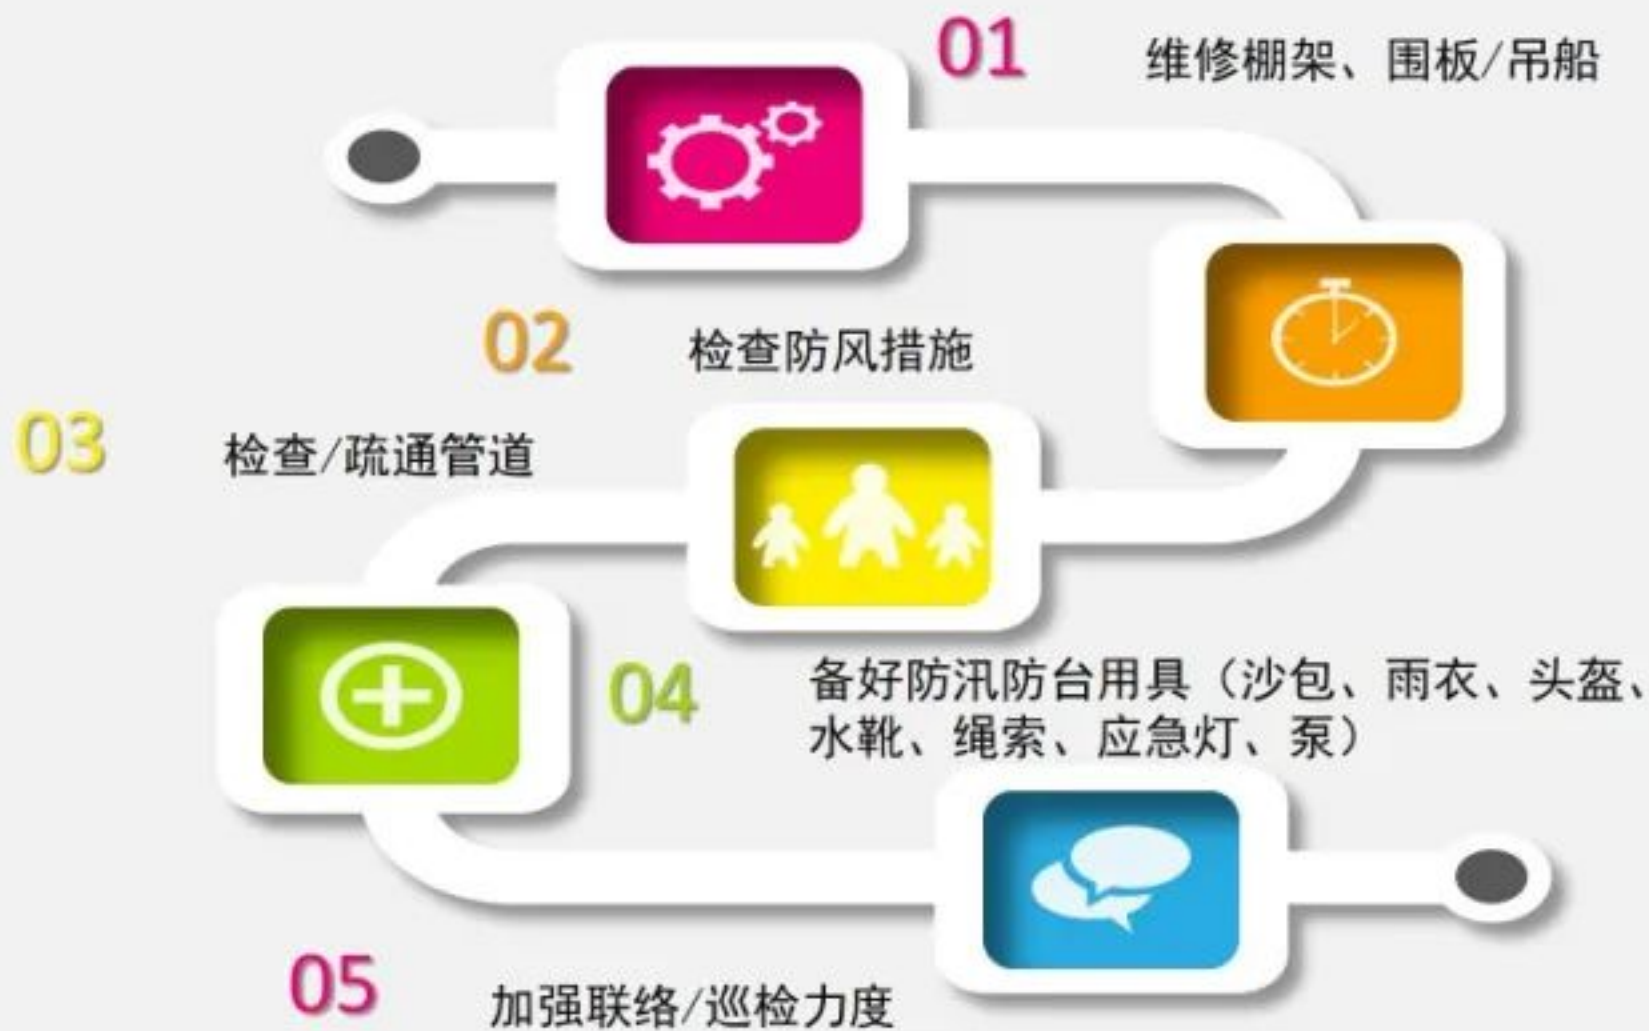 01 维修棚架、围板/吊船
02 检查防风措施
03 检查/疏通管道
04 备好防汛防台用具（沙包、雨衣、头盔、
水靴、绳索、应急灯、泵）
05 加强联络/巡检力度